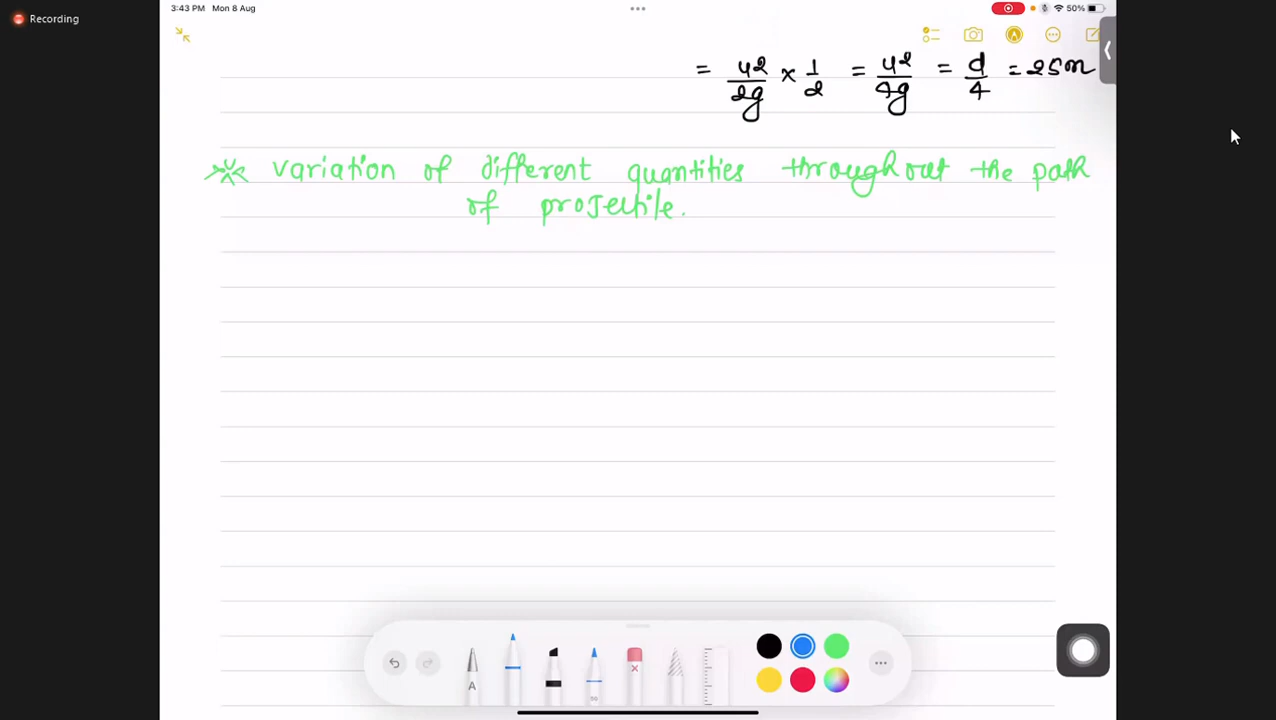 Recording
3:43 PM Mon 8 Aug
50%
= u2/2g × 1/2 = u2/4g = d/4 = 25m
variation of different quantities throughout the path
of projectile.
A
50